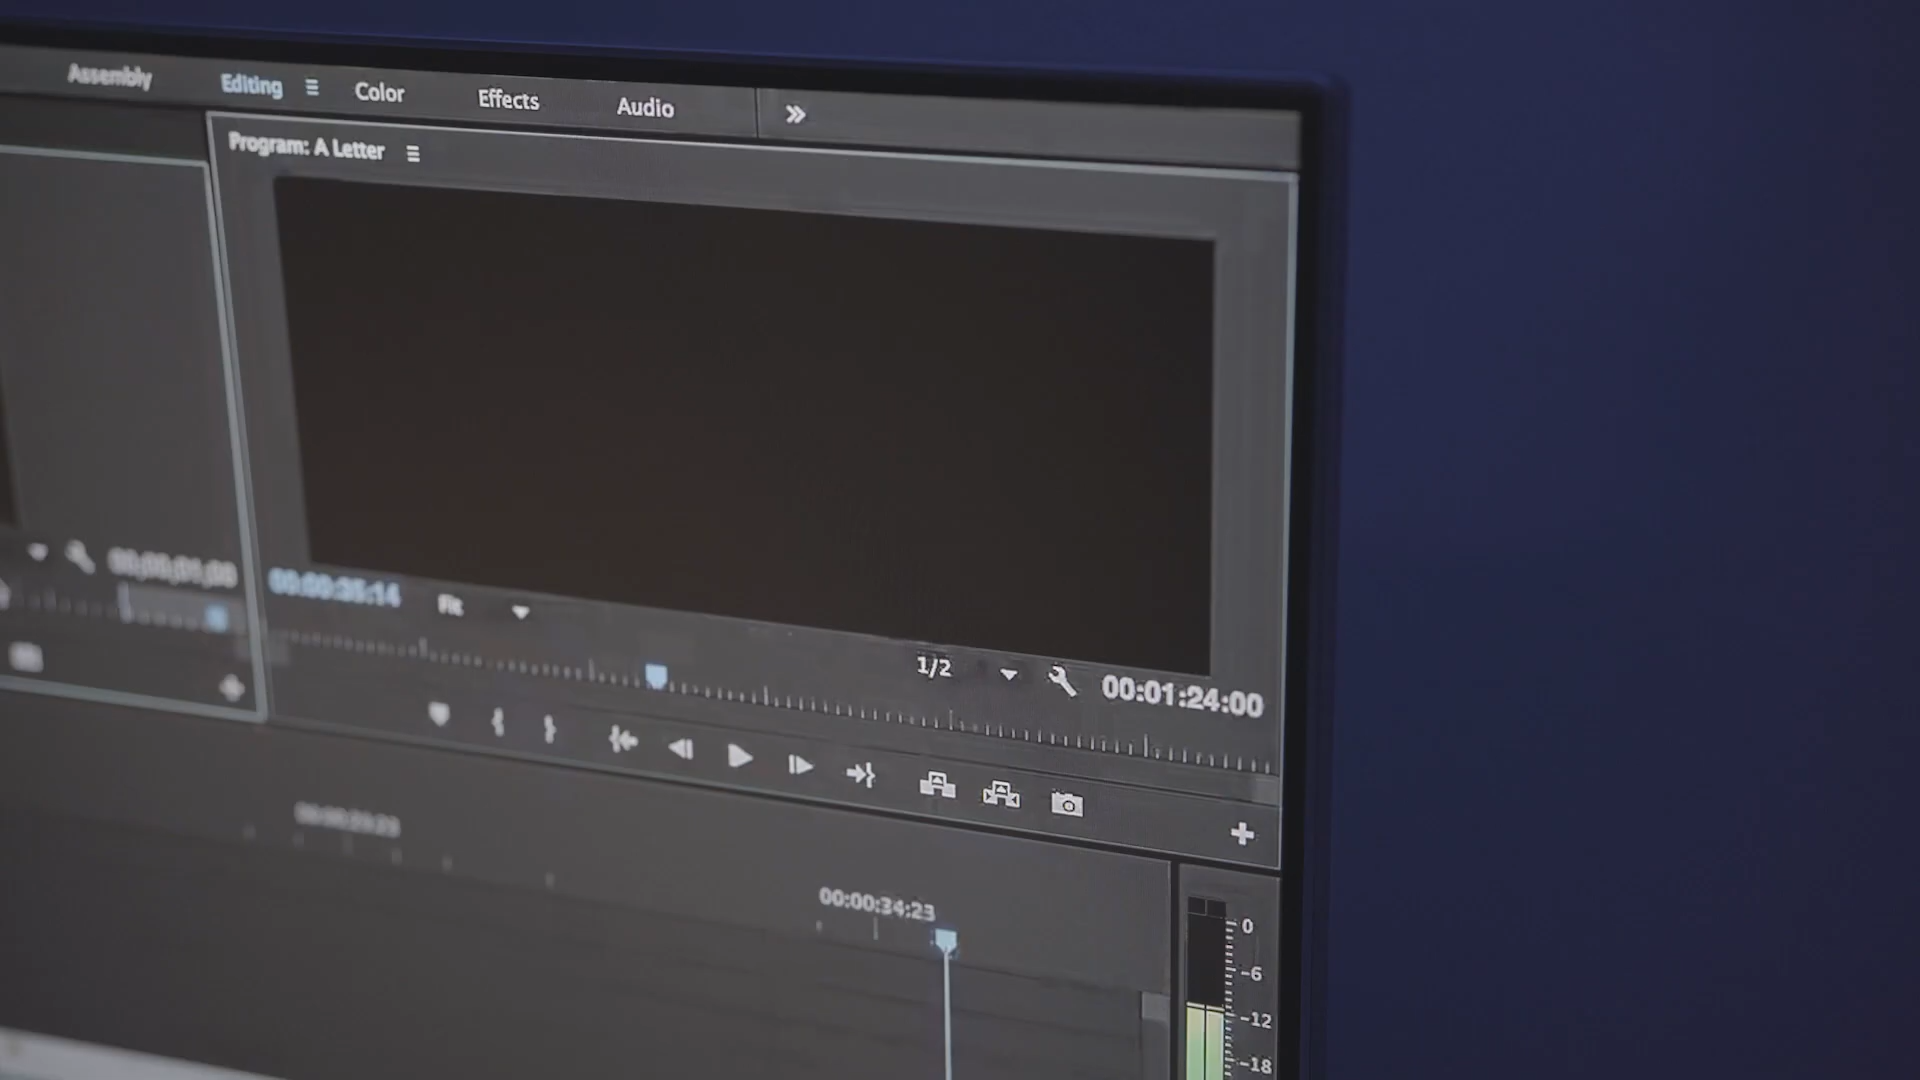 Assembly Editing Color Effects Audio
Program: A Letter
00:00:35:14 Fit 1/2 00:01:24:00
00:00:34:23
0
-6
-12
-18